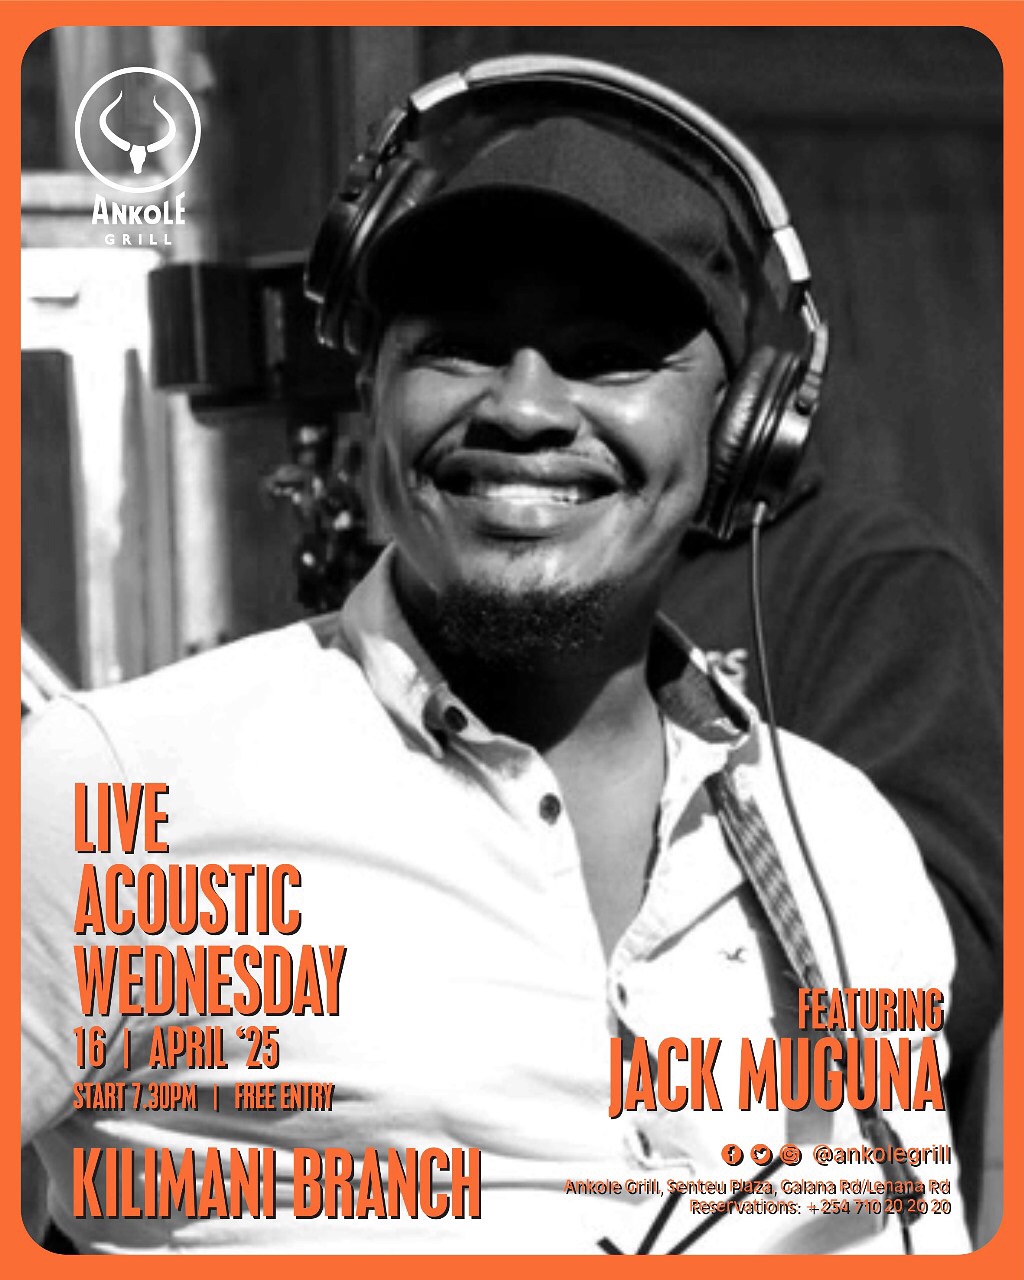 ANKOLE
GRILL
LIVE
ACOUSTIC
WEDNESDAY
16 | APRIL ‘25
START 7.30PM | FREE ENTRY
KILIMANI BRANCH
FEATURING
JACK MUGUNA
@ankolegrill
Ankole Grill, Senteu Plaza, Galana Rd/Lenana Rd
Reservations: +254 710 20 20 20